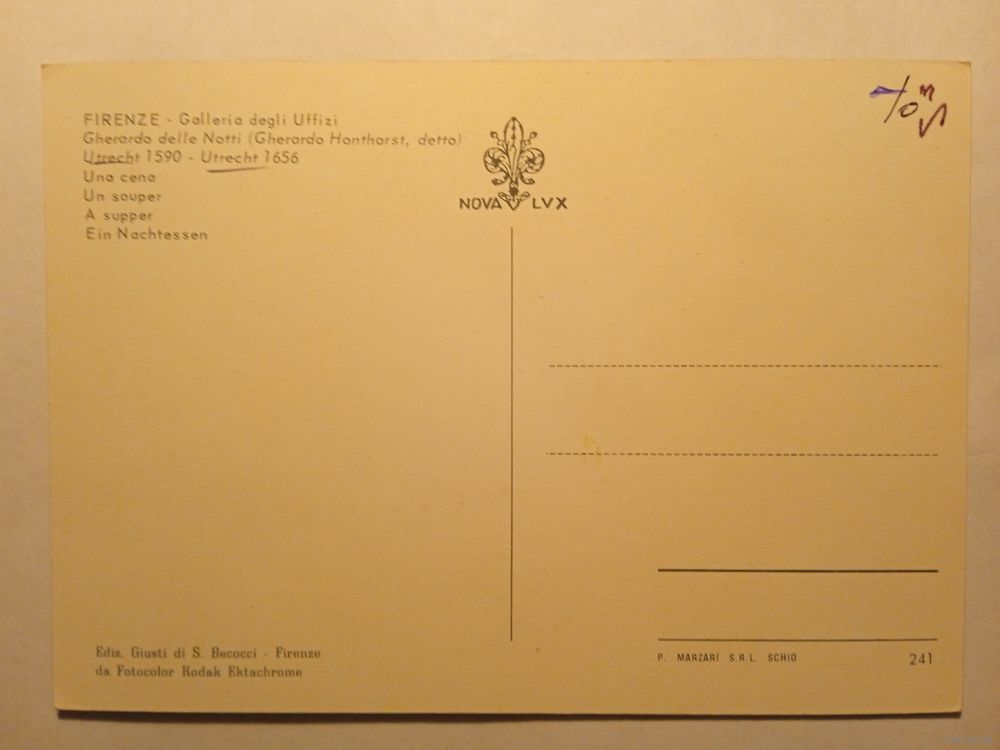 FIRENZE - Galleria degli Uffizi
Gherardo delle Notti (Gherardo Honthorst, detto)
Utrecht 1590 - Utrecht 1656
Una cena
Un souper
A supper
Ein Nachtessen
NOVA LVX
Ediz. Giusti di S. Becocci - Firenze
da Fotocolor Kodak Ektachrome
P. MARZARI S.R.L. SCHIO
241